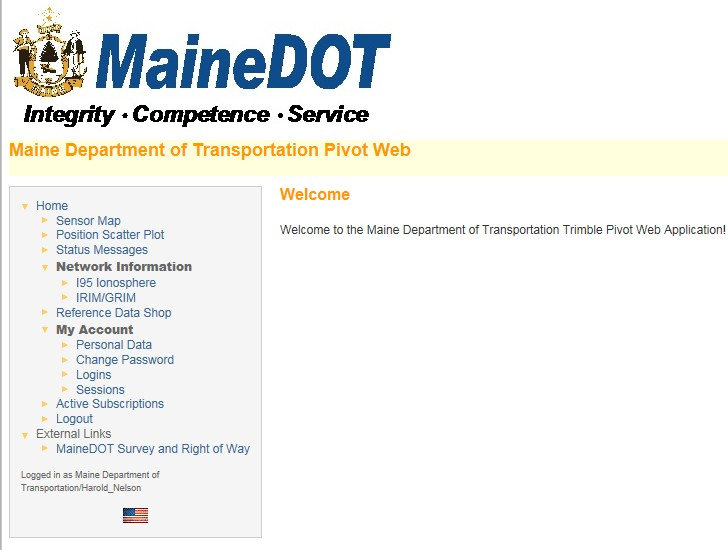 MaineDOT
Integrity · Competence · Service
Maine Department of Transportation Pivot Web
Home
Sensor Map
Position Scatter Plot
Status Messages
Network Information
I95 Ionosphere
IRIM/GRIM
Reference Data Shop
My Account
Personal Data
Change Password
Logins
Sessions
Active Subscriptions
Logout
External Links
MaineDOT Survey and Right of Way
Logged in as Maine Department of
Transportation/Harold_Nelson
Welcome
Welcome to the Maine Department of Transportation Trimble Pivot Web Application!